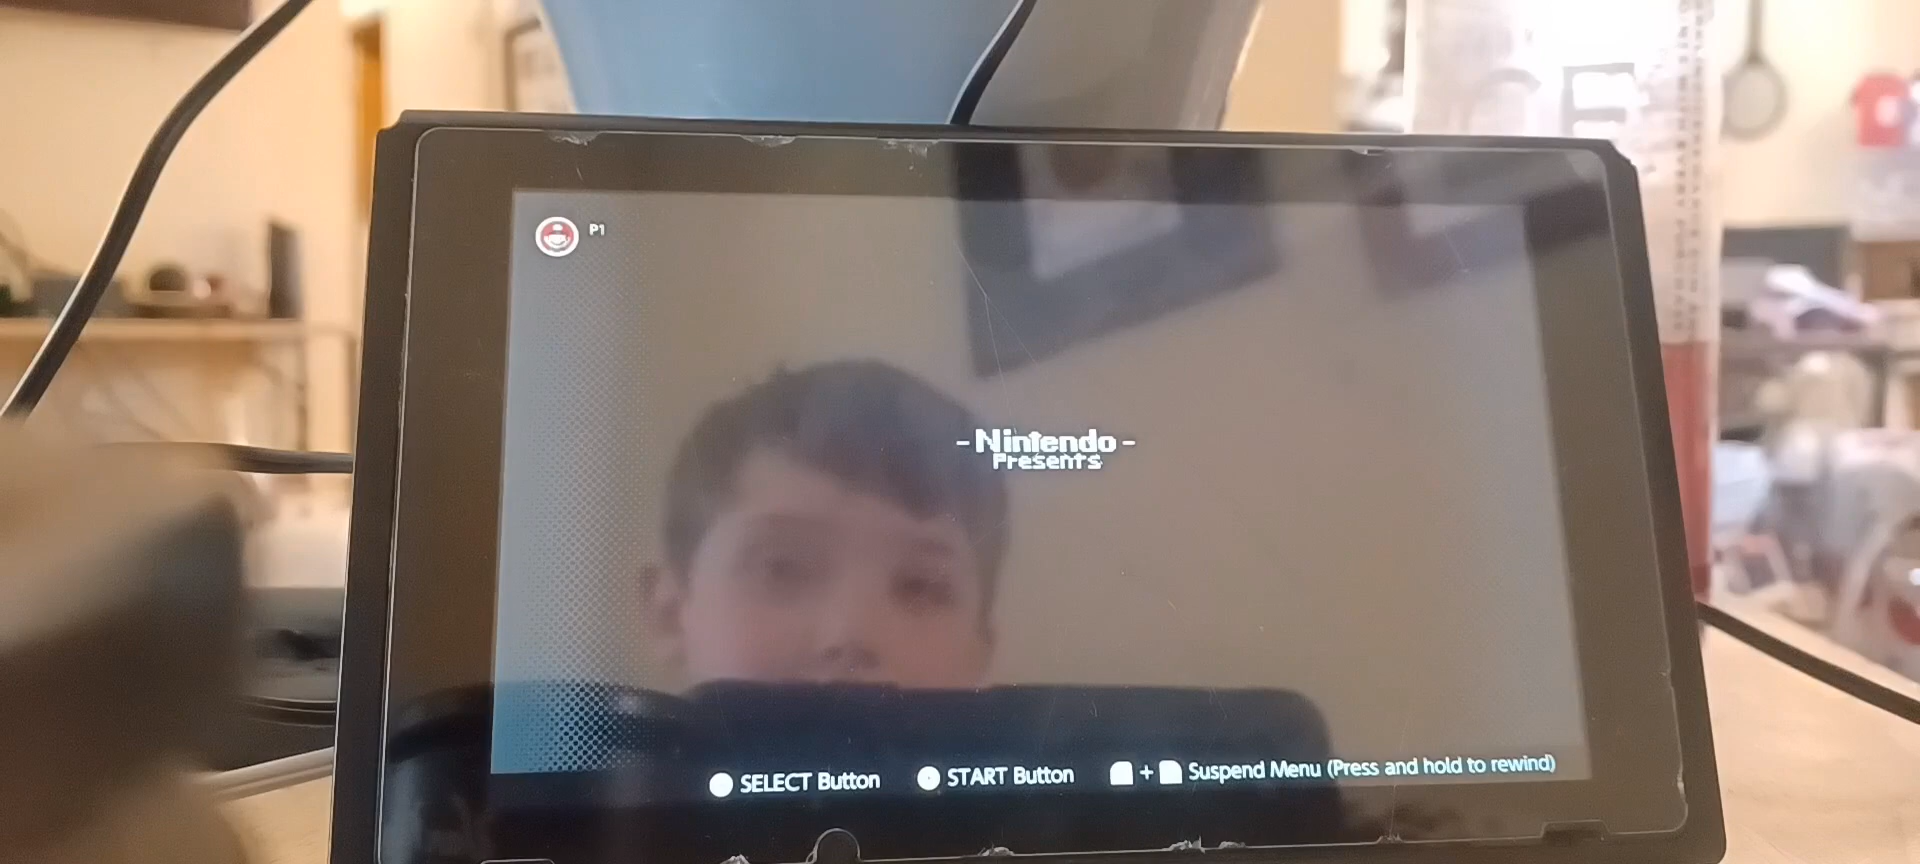 P1
-Nintendo-
Presents
SELECT Button START Button + Suspend Menu (Press and hold to rewind)